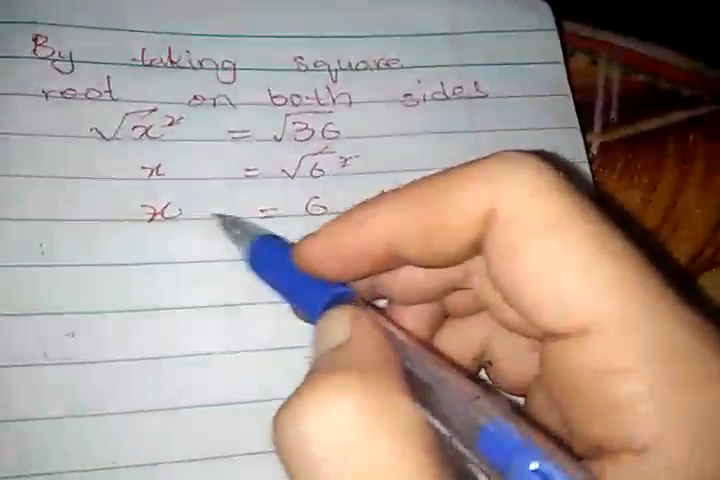 By taking square
root on both sides
√x² = √36
x = √6²
x = 6